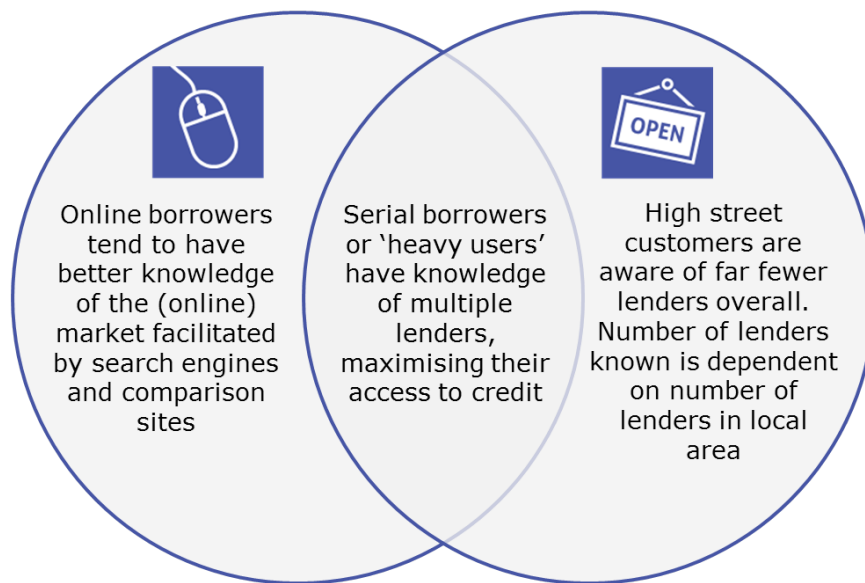 Online borrowers
tend to have
better knowledge
of the (online)
market facilitated
by search engines
and comparison
sites
Serial borrowers
or ‘heavy users’
have knowledge
of multiple
lenders,
maximising their
access to credit
OPEN
High street
customers are
aware of far fewer
lenders overall.
Number of lenders
known is dependent
on number of
lenders in local
area